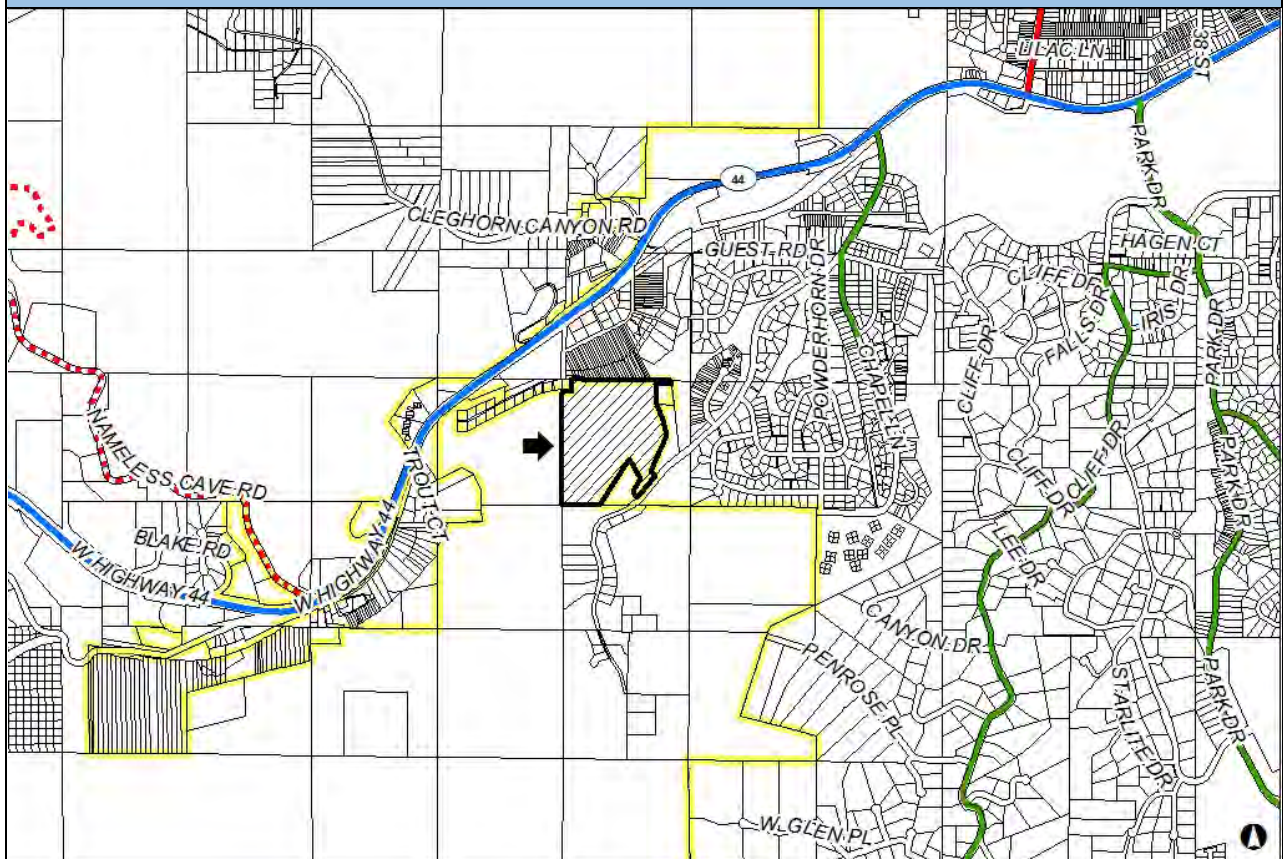 LILAC LN
38 ST
PARK DR
44
CLEGHORN CANYON RD
GUEST RD
HAGEN CT
CLIFF DR
IRIS DR
FALLS DR
POWDERHORN DR
CLIFF DR
PARK DR
CHAPEL LN
NAMELESS CAVE RD
TROUT CT
CLIFF DR
CLIFF DR
PARK DR
BLAKE RD
W HIGHWAY 44
W HIGHWAY 44
LEE DR
CANYON DR
PENROSE PL
STARLITE DR
PARK DR
W GLEN PL